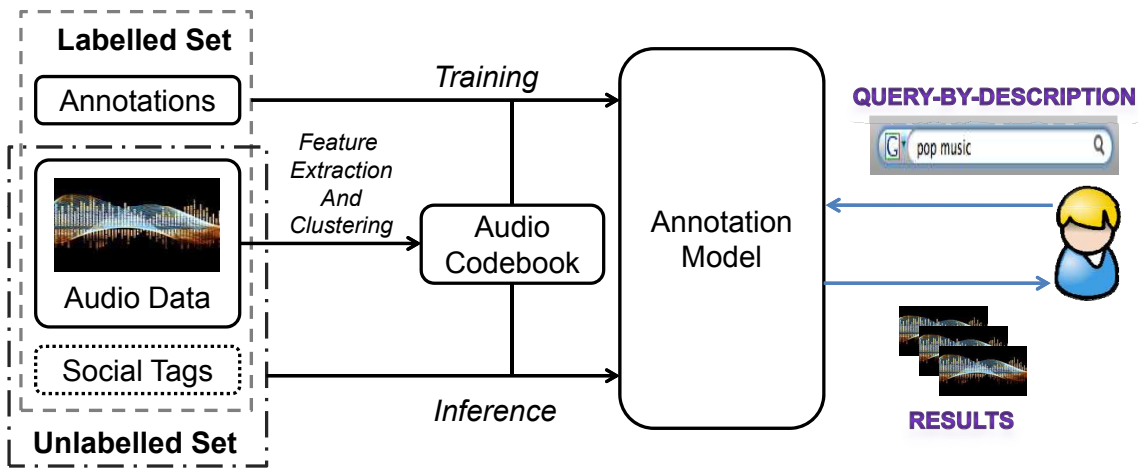 Labelled Set
Annotations
Audio Data
Social Tags
Unlabelled Set
Training
Feature
Extraction
And
Clustering
Audio
Codebook
Inference
Annotation
Model
QUERY-BY-DESCRIPTION
G pop music
RESULTS